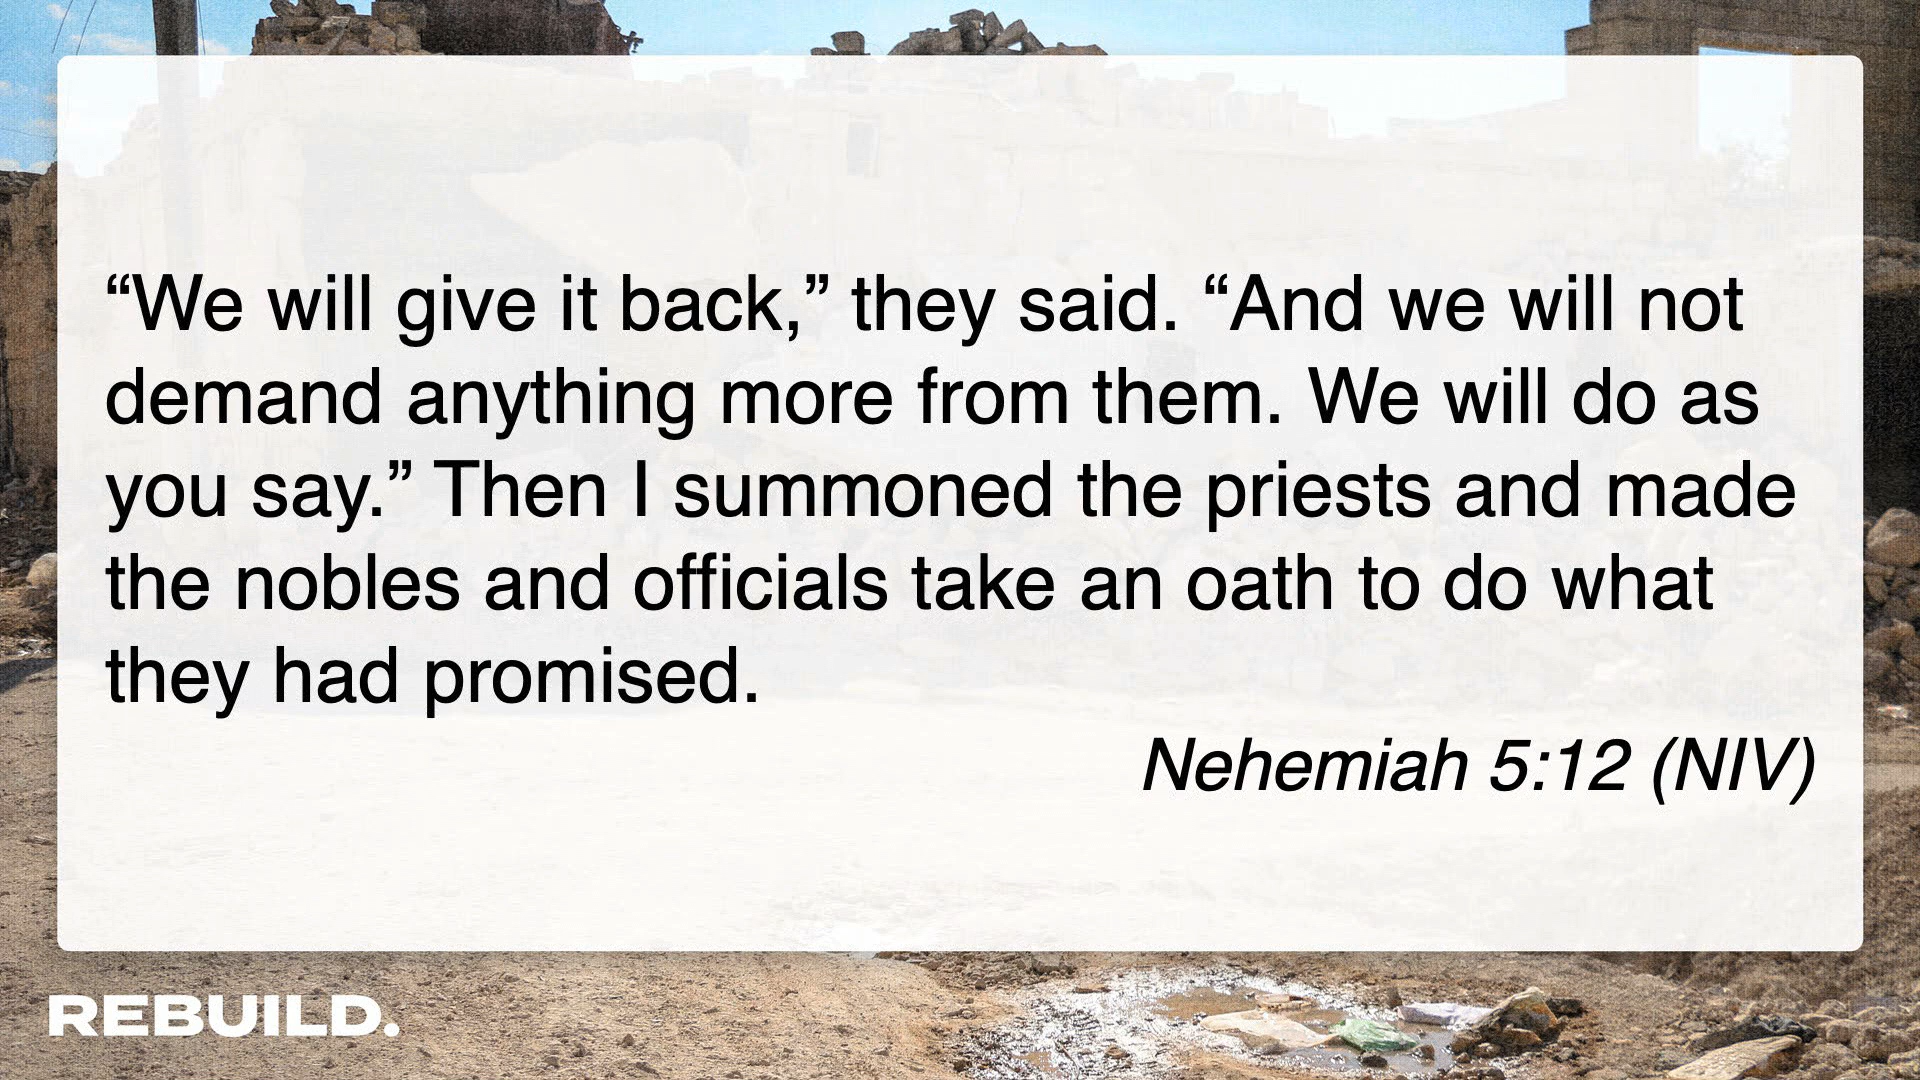 “We will give it back,” they said. “And we will not
demand anything more from them. We will do as
you say.” Then I summoned the priests and made
the nobles and officials take an oath to do what
they had promised.
Nehemiah 5:12 (NIV)
REBUILD.